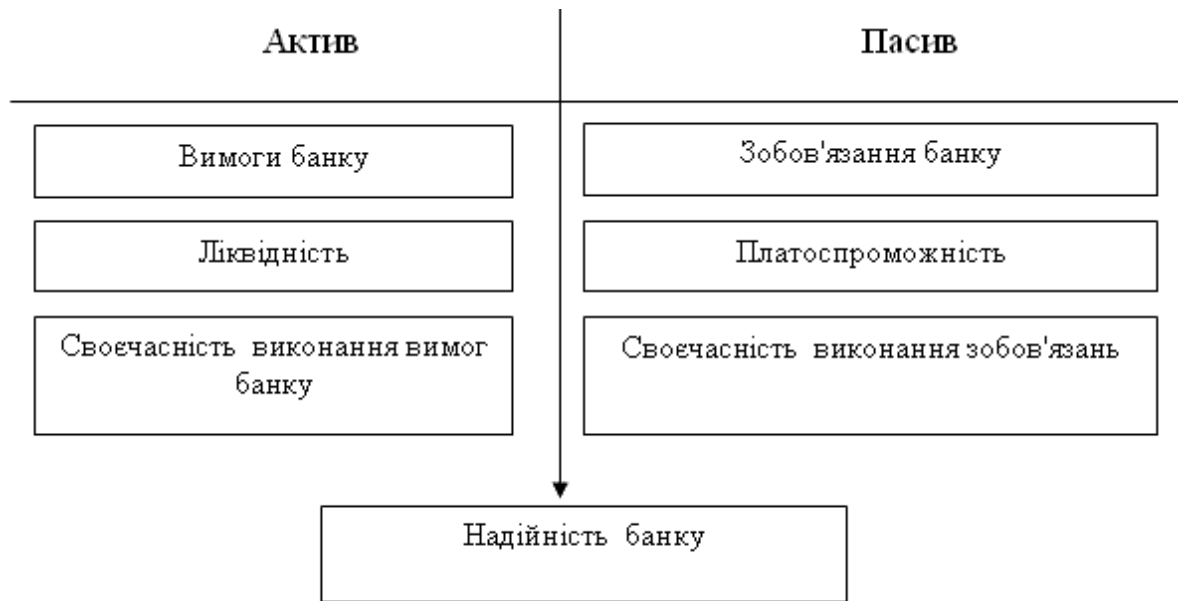 Актив
Пасив
Вимоги банку
Зобов'язання банку
Ліквідність
Платоспроможність
Своєчасність виконання вимог
банку
Своєчасність виконання зобов'язань
Надійність банку